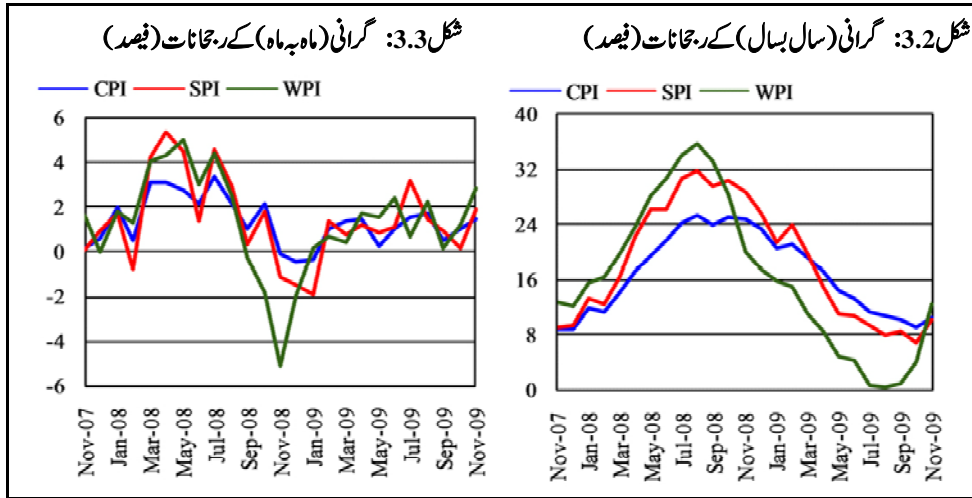 شکل3.2: گرانی(سال بسال)کے رجحانات(فیصد)
CPI SPI WPI
40
32
24
16
8
0
Nov-07 Jan-08 Mar-08 May-08 Jul-08 Sep-08 Nov-08 Jan-09 Mar-09 May-09 Jul-09 Sep-09 Nov-09
شکل3.3: گرانی(ماہ بہ ماہ)کے رجحانات(فیصد)
CPI SPI WPI
6
4
2
0
-2
-4
-6
Nov-07 Jan-08 Mar-08 May-08 Jul-08 Sep-08 Nov-08 Jan-09 Mar-09 May-09 Jul-09 Sep-09 Nov-09